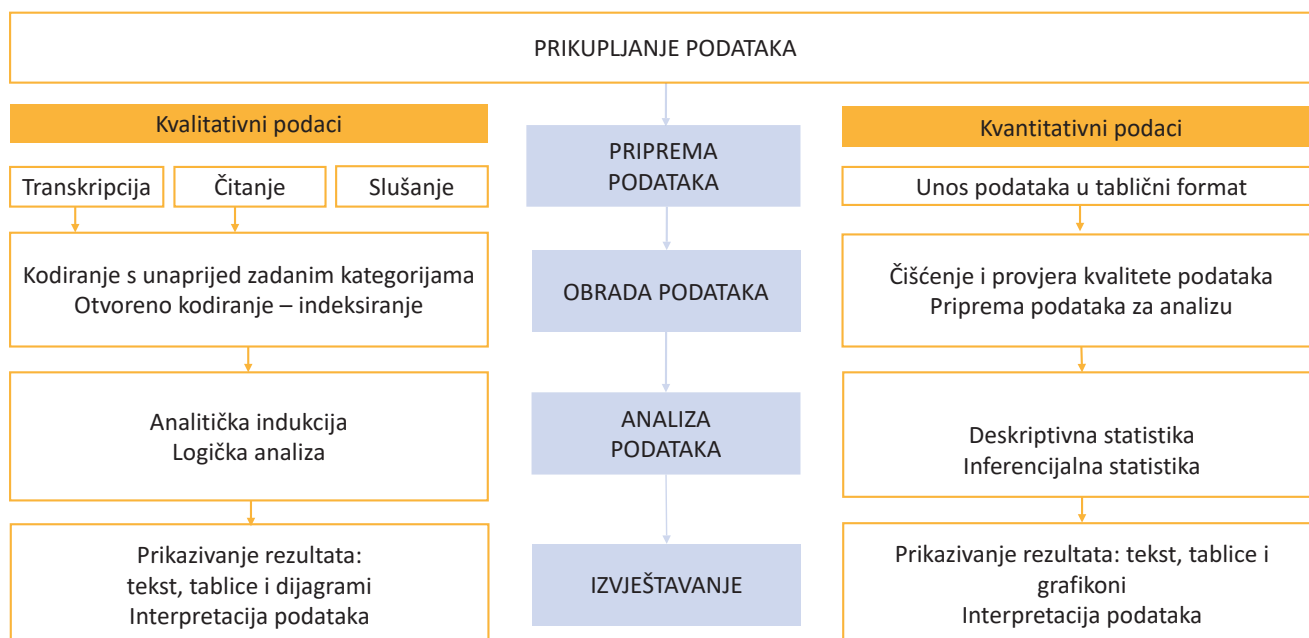 PRIKUPLJANJE PODATAKA
Kvalitativni podaci
Kvantitativni podaci
PRIPREMA
PODATAKA
Transkripcija
Čitanje
Slušanje
Unos podataka u tablični format
Kodiranje s unaprijed zadanim kategorijama
Otvoreno kodiranje – indeksiranje
OBRADA PODATAKA
Čišćenje i provjera kvalitete podataka
Priprema podataka za analizu
Analitička indukcija
Logička analiza
ANALIZA
PODATAKA
Deskriptivna statistika
Inferencijalna statistika
Prikazivanje rezultata:
tekst, tablice i dijagrami
Interpretacija podataka
IZVJEŠTAVANJE
Prikazivanje rezultata: tekst, tablice i
grafikoni
Interpretacija podataka